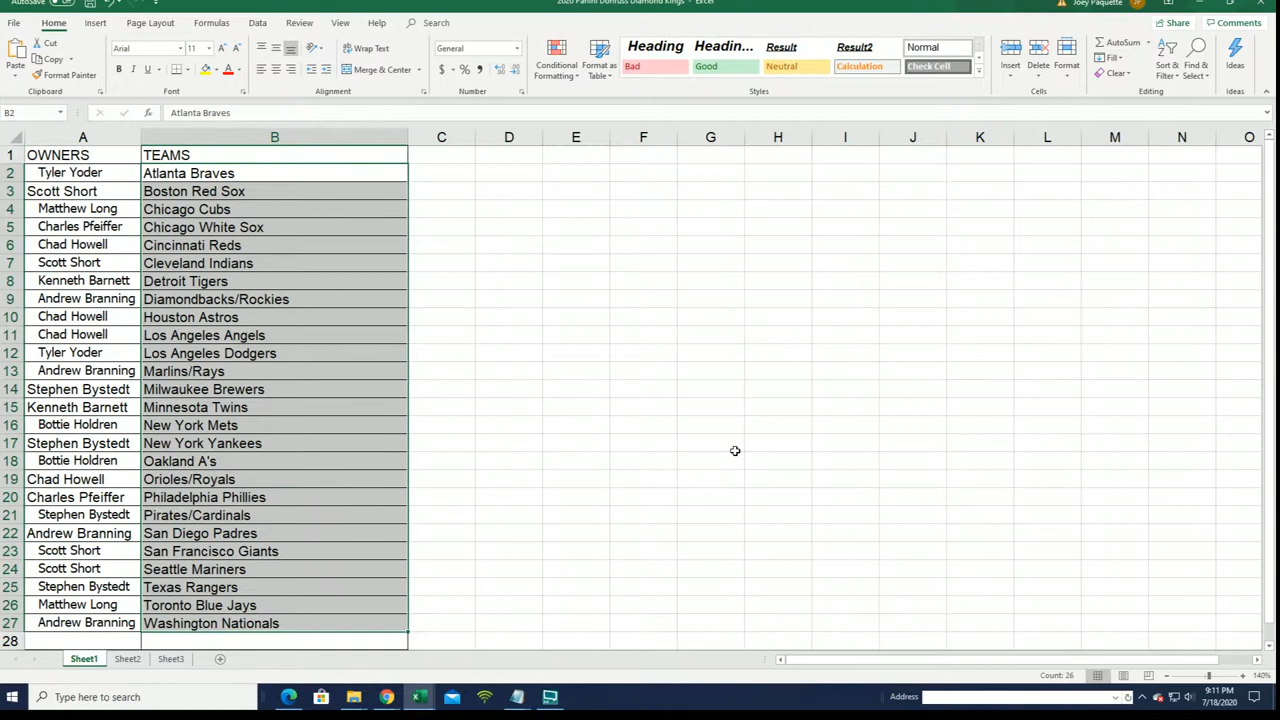 AutoSave
2020 Panini Donruss Diamond Kings - Excel
Joey Paquette
JP
File Home Insert Page Layout Formulas Data Review View Help Search
Share Comments
Paste
Cut
Copy
Format Painter
Arial 11
B I U
Wrap Text
Merge & Center
General
$ % ,
Conditional Formatting
Format as Table
Heading Headin... Result Result2 Normal
Bad Good Neutral Calculation Check Cell
Insert Delete Format
AutoSum
Fill
Clear
Sort & Filter
Find & Select
Ideas
Clipboard Font Alignment Number Styles Cells Editing Ideas
B2 fx Atlanta Braves
A B C D E F G H I J K L M N O
1 OWNERS TEAMS
2 Tyler Yoder Atlanta Braves
3 Scott Short Boston Red Sox
4 Matthew Long Chicago Cubs
5 Charles Pfeiffer Chicago White Sox
6 Chad Howell Cincinnati Reds
7 Scott Short Cleveland Indians
8 Kenneth Barnett Detroit Tigers
9 Andrew Branning Diamondbacks/Rockies
10 Chad Howell Houston Astros
11 Chad Howell Los Angeles Angels
12 Tyler Yoder Los Angeles Dodgers
13 Andrew Branning Marlins/Rays
14 Stephen Bystedt Milwaukee Brewers
15 Kenneth Barnett Minnesota Twins
16 Bottie Holdren New York Mets
17 Stephen Bystedt New York Yankees
18 Bottie Holdren Oakland A's
19 Chad Howell Orioles/Royals
20 Charles Pfeiffer Philadelphia Phillies
21 Stephen Bystedt Pirates/Cardinals
22 Andrew Branning San Diego Padres
23 Scott Short San Francisco Giants
24 Scott Short Seattle Mariners
25 Stephen Bystedt Texas Rangers
26 Matthew Long Toronto Blue Jays
27 Andrew Branning Washington Nationals
28
Sheet1 Sheet2 Sheet3
Count: 26 140%
Type here to search
Address
9:11 PM
7/18/2020